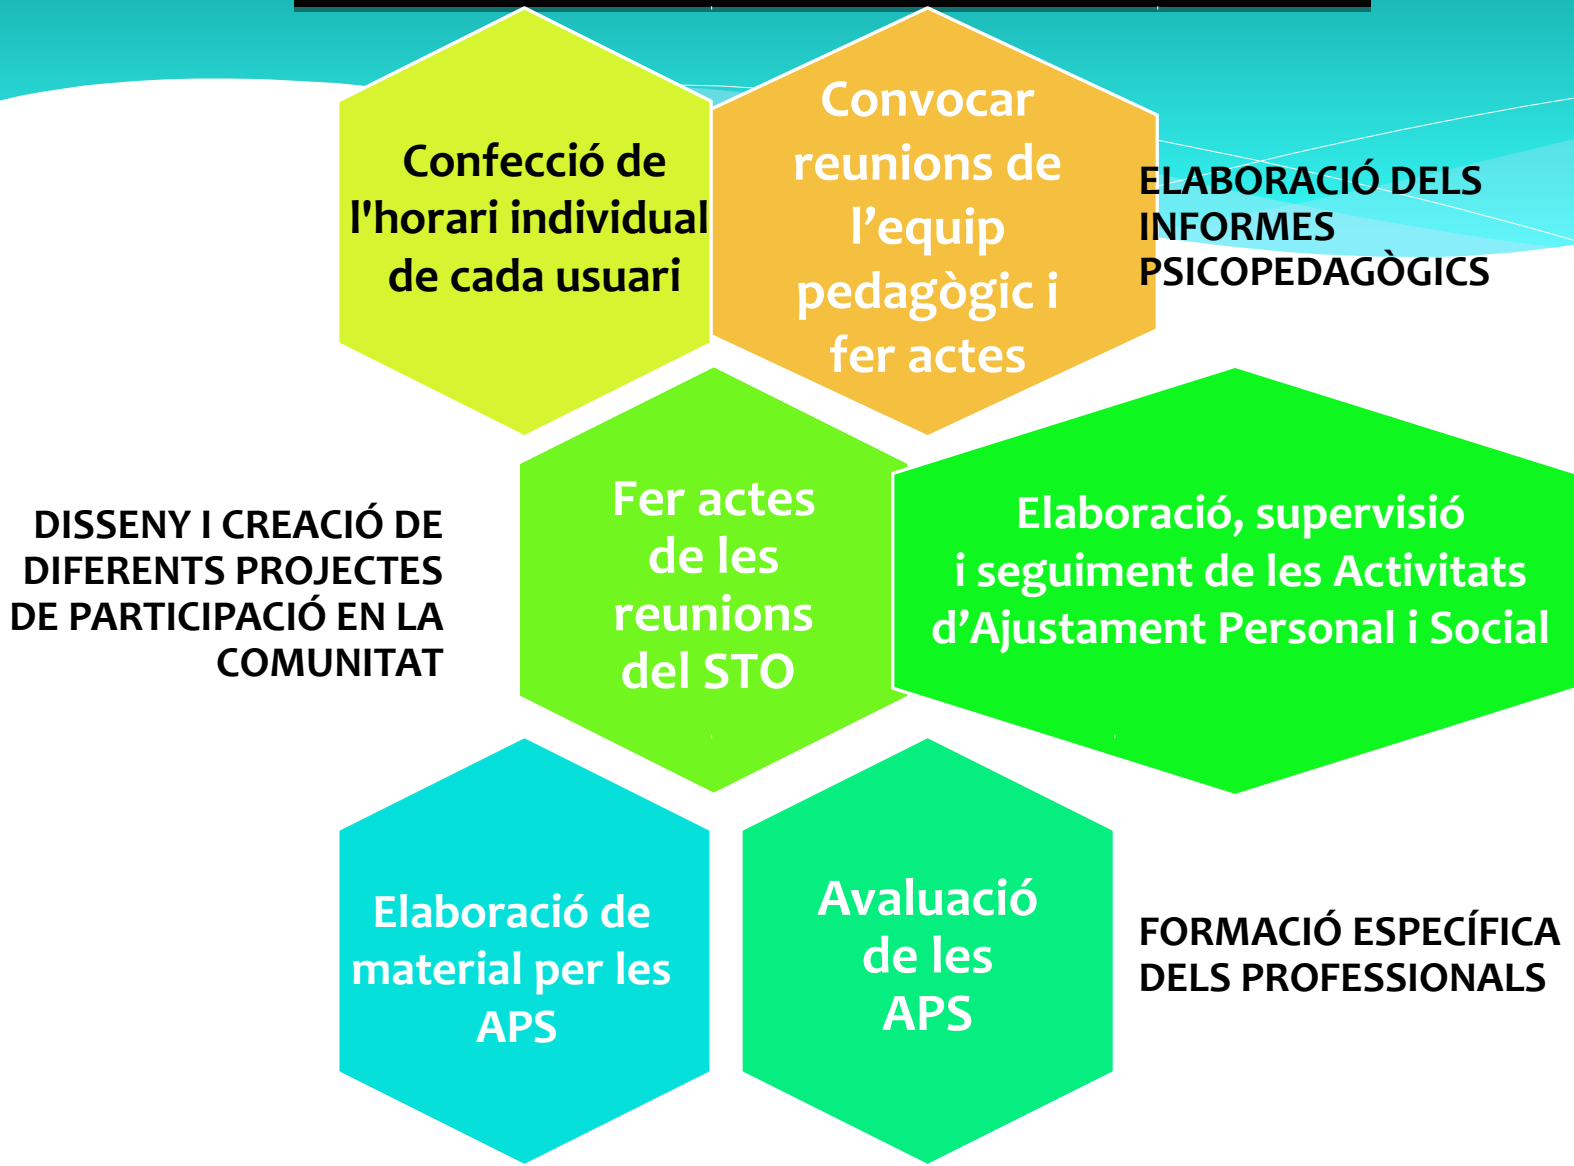 Confecció de
l'horari individual
de cada usuari
Convocar
reunions de
l’equip
pedagògic i
fer actes
ELABORACIÓ DELS
INFORMES
PSICOPEDAGÒGICS
DISSENY I CREACIÓ DE
DIFERENTS PROJECTES
DE PARTICIPACIÓ EN LA
COMUNITAT
Fer actes
de les
reunions
del STO
Elaboració, supervisió
i seguiment de les Activitats
d’Ajustament Personal i Social
Elaboració de
material per les
APS
Avaluació
de les
APS
FORMACIÓ ESPECÍFICA
DELS PROFESSIONALS